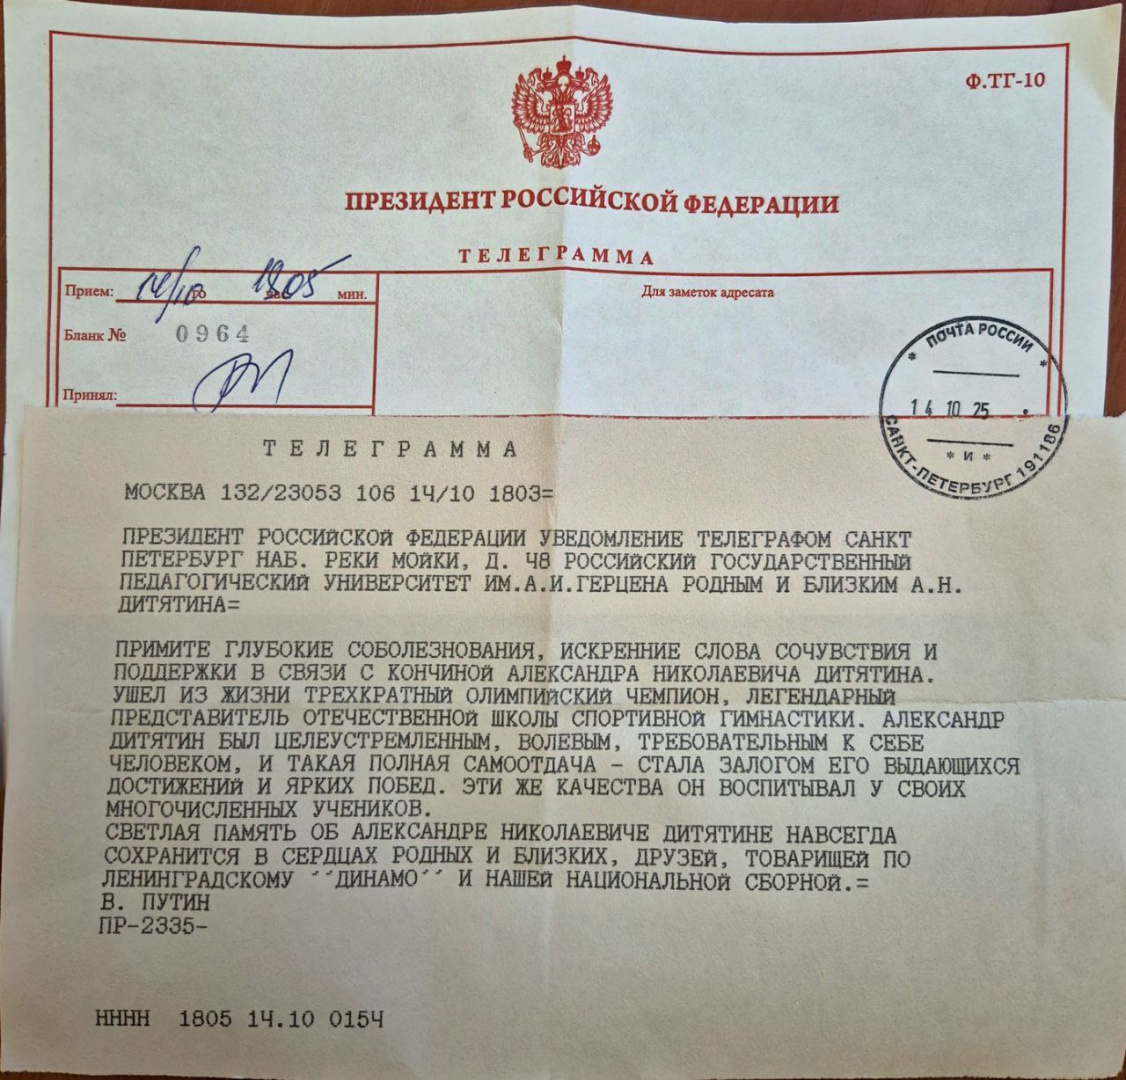 Ф.ТГ-10
ПРЕЗИДЕНТ РОССИЙСКОЙ ФЕДЕРАЦИИ
ТЕЛЕГРАММА
Прием: 14/10 18 05 мин.
Для заметок адресата
Бланк № 0964
Принял:
ПОЧТА РОССИИ
14 10 25
* И *
САНКТ-ПЕТЕРБУРГ 191186
ТЕЛЕГРАММА
МОСКВА 132/23053 106 14/10 1803=
ПРЕЗИДЕНТ РОССИЙСКОЙ ФЕДЕРАЦИИ УВЕДОМЛЕНИЕ ТЕЛЕГРАФОМ САНКТ
ПЕТЕРБУРГ НАБ. РЕКИ МОЙКИ, Д. 48 РОССИЙСКИЙ ГОСУДАРСТВЕННЫЙ
ПЕДАГОГИЧЕСКИЙ УНИВЕРСИТЕТ ИМ.А.И.ГЕРЦЕНА РОДНЫМ И БЛИЗКИМ А.Н.
ДИТЯТИНА=
ПРИМИТЕ ГЛУБОКИЕ СОБОЛЕЗНОВАНИЯ, ИСКРЕННИЕ СЛОВА СОЧУВСТВИЯ И
ПОДДЕРЖКИ В СВЯЗИ С КОНЧИНОЙ АЛЕКСАНДРА НИКОЛАЕВИЧА ДИТЯТИНА.
УШЕЛ ИЗ ЖИЗНИ ТРЕХКРАТНЫЙ ОЛИМПИЙСКИЙ ЧЕМПИОН, ЛЕГЕНДАРНЫЙ
ПРЕДСТАВИТЕЛЬ ОТЕЧЕСТВЕННОЙ ШКОЛЫ СПОРТИВНОЙ ГИМНАСТИКИ. АЛЕКСАНДР
ДИТЯТИН БЫЛ ЦЕЛЕУСТРЕМЛЕННЫМ, ВОЛЕВЫМ, ТРЕБОВАТЕЛЬНЫМ К СЕБЕ
ЧЕЛОВЕКОМ, И ТАКАЯ ПОЛНАЯ САМООТДАЧА - СТАЛА ЗАЛОГОМ ЕГО ВЫДАЮЩИХСЯ
ДОСТИЖЕНИЙ И ЯРКИХ ПОБЕД. ЭТИ ЖЕ КАЧЕСТВА ОН ВОСПИТЫВАЛ У СВОИХ
МНОГОЧИСЛЕННЫХ УЧЕНИКОВ.
СВЕТЛАЯ ПАМЯТЬ ОБ АЛЕКСАНДРЕ НИКОЛАЕВИЧЕ ДИТЯТИНЕ НАВСЕГДА
СОХРАНИТСЯ В СЕРДЦАХ РОДНЫХ И БЛИЗКИХ, ДРУЗЕЙ, ТОВАРИЩЕЙ ПО
ЛЕНИНГРАДСКОМУ ´´ДИНАМО´´ И НАШЕЙ НАЦИОНАЛЬНОЙ СБОРНОЙ.=
В. ПУТИН
ПР-2335-
НННН 1805 14.10 0154